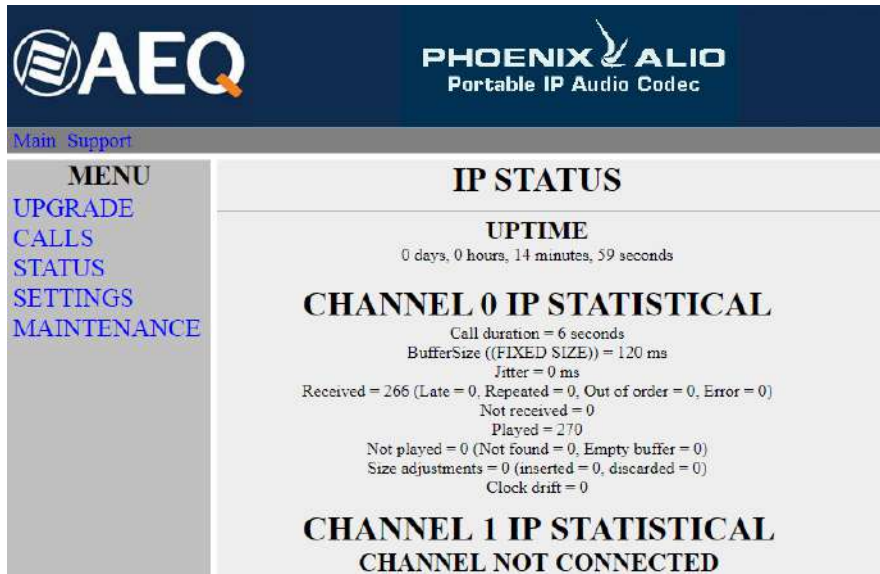 AEQ
PHOENIX ALIO
Portable IP Audio Codec
Main Support
MENU
UPGRADE
CALLS
STATUS
SETTINGS
MAINTENANCE
IP STATUS
UPTIME
0 days, 0 hours, 14 minutes, 59 seconds
CHANNEL 0 IP STATISTICAL
Call duration = 6 seconds
BufferSize ((FIXED SIZE)) = 120 ms
Jitter = 0 ms
Received = 266 (Late = 0, Repeated = 0, Out of order = 0, Error = 0)
Not received = 0
Played = 270
Not played = 0 (Not found = 0, Empty buffer = 0)
Size adjustments = 0 (inserted = 0, discarded = 0)
Clock drift = 0
CHANNEL 1 IP STATISTICAL
CHANNEL NOT CONNECTED